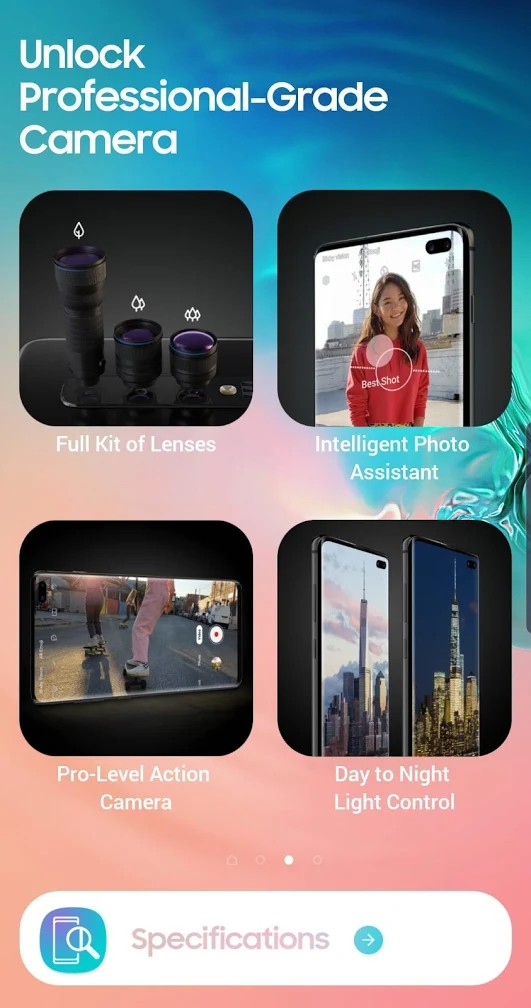 Unlock
Professional-Grade
Camera
Best Shot
Full Kit of Lenses
Intelligent Photo
Assistant
Pro-Level Action
Camera
Day to Night
Light Control
Specifications